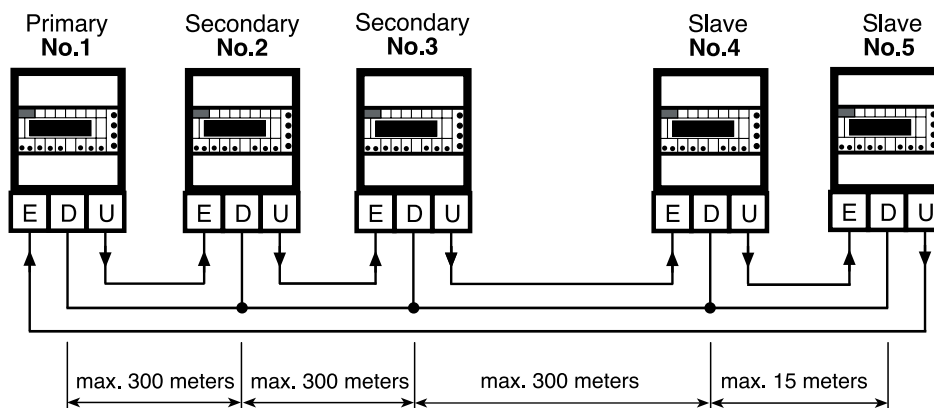 Primary
No.1
Secondary
No.2
Secondary
No.3
Slave
No.4
Slave
No.5
E D U
E D U
E D U
E D U
E D U
max. 300 meters
max. 300 meters
max. 300 meters
max. 15 meters